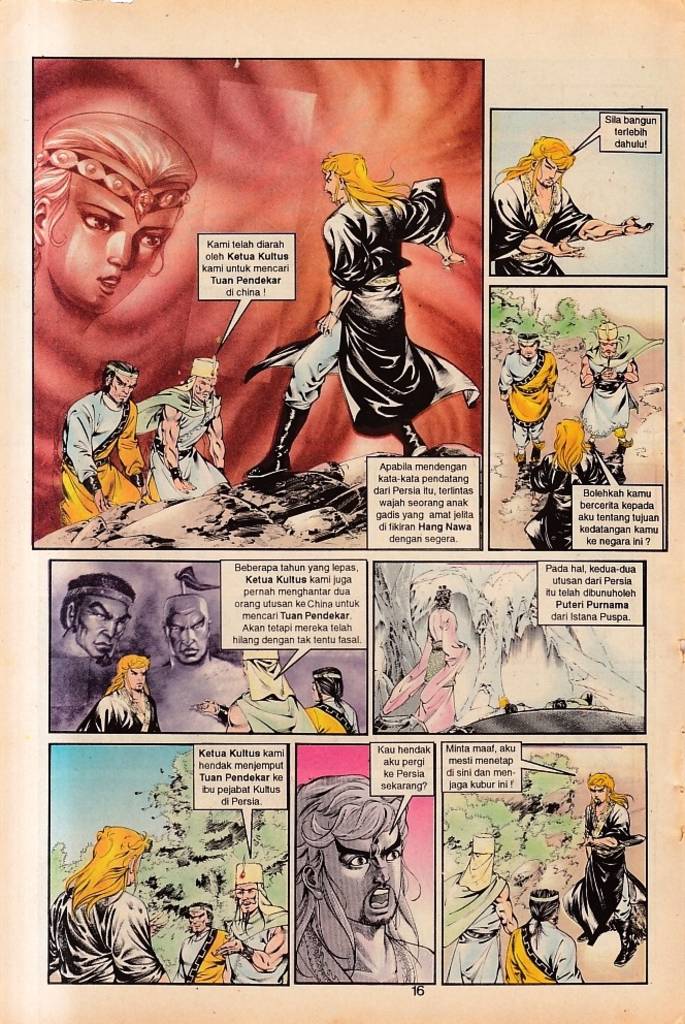 Kami telah diarah
oleh Ketua Kultus
kami untuk mencari
Tuan Pendekar
di china !
Apabila mendengan
kata-kata pendatang
dari Persia itu, terlintas
wajah seorang anak
gadis yang amat jelita
di fikiran Hang Nawa
dengan segera.
Sila bangun
terlebih
dahulu!
Bolehkah kamu
bercerita kepada
aku tentang tujuan
kedatangan kamu
ke negara ini ?
Beberapa tahun yang lepas,
Ketua Kultus kami juga
pernah menghantar dua
orang utusan ke China untuk
mencari Tuan Pendekar.
Akan tetapi mereka telah
hilang dengan tak tentu fasal.
Pada hal, kedua-dua
utusan dari Persia
itu telah dibunuholeh
Puteri Purnama
dari Istana Puspa.
Ketua Kultus kami
hendak menjemput
Tuan Pendekar ke
ibu pejabat Kultus
di Persia.
Kau hendak
aku pergi
ke Persia
sekarang?
Minta maaf, aku
mesti menetap
di sini dan men-
jaga kubur ini !
16